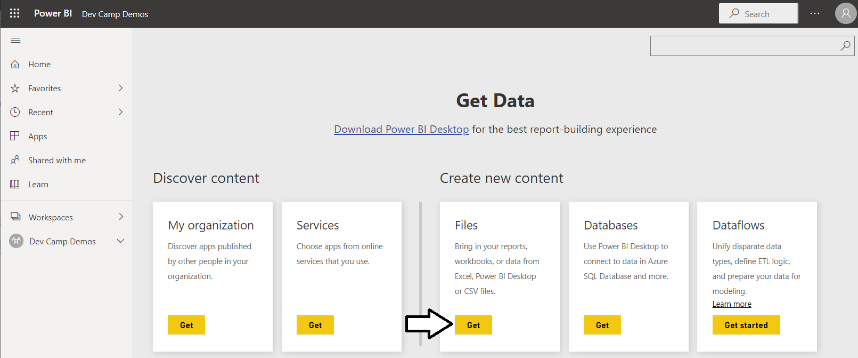 Power BI Dev Camp Demos Search ...
Home
Favorites
Recent
Apps
Shared with me
Learn
Workspaces
Dev Camp Demos
Get Data
Download Power BI Desktop for the best report-building experience
Discover content
My organization
Discover apps published
by other people in your
organization.
Get
Services
Choose apps from online
services that you use.
Get
Create new content
Files
Bring in your reports,
workbooks, or data from
Excel, Power BI Desktop
or CSV files.
Get
Databases
Use Power BI Desktop to
connect to data in Azure
SQL Database and more.
Get
Dataflows
Unify disparate data
types, define ETL logic,
and prepare your data for
modeling.
Learn more
Get started